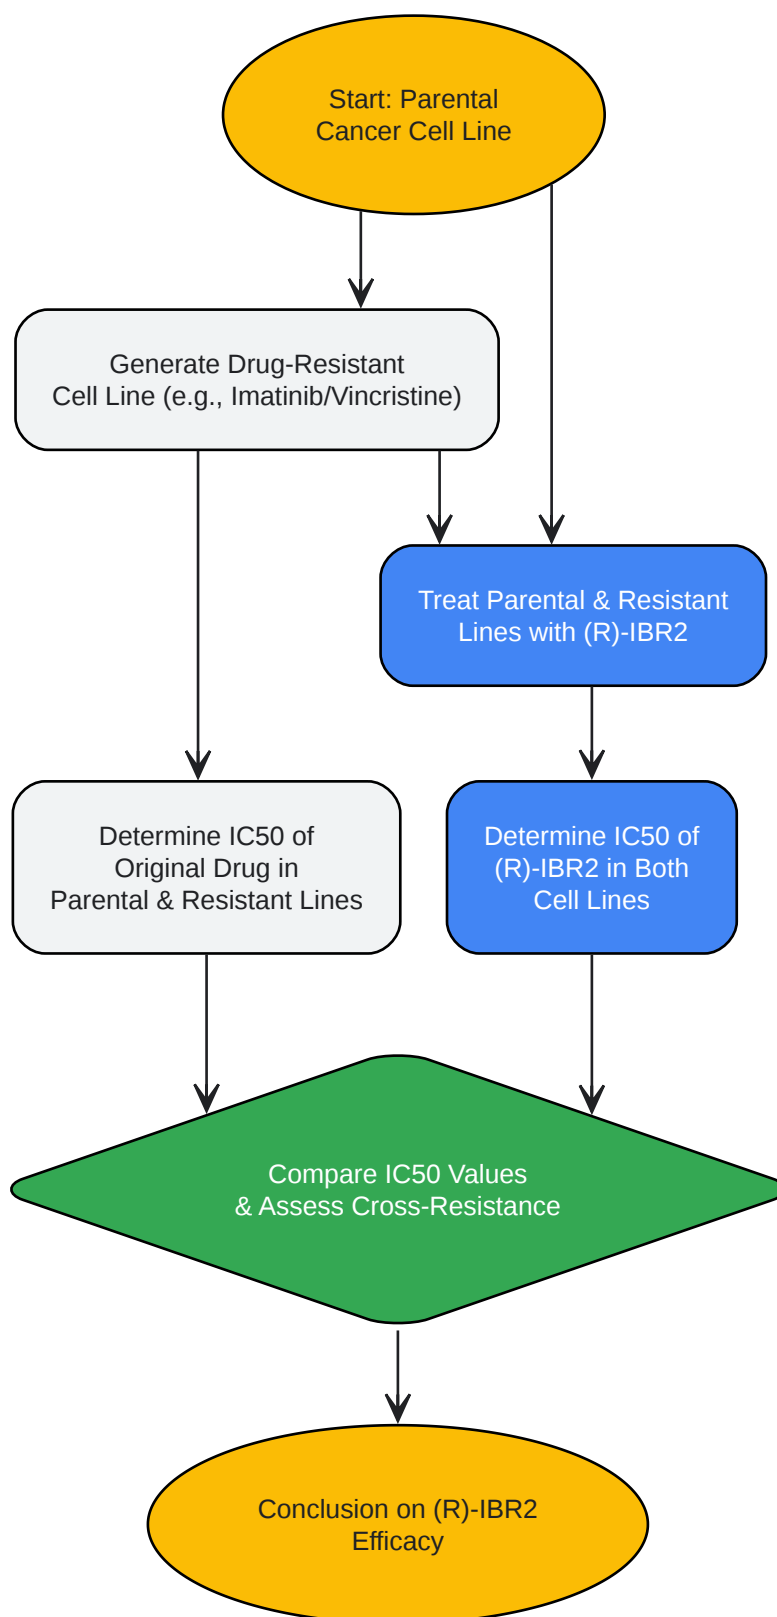 Start: Parental
Cancer Cell Line
Generate Drug-Resistant
Cell Line (e.g., Imatinib/Vincristine)
Treat Parental & Resistant
Lines with (R)-IBR2
Determine IC50 of
Original Drug in
Parental & Resistant Lines
Determine IC50 of
(R)-IBR2 in Both
Cell Lines
Compare IC50 Values
& Assess Cross-Resistance
Conclusion on (R)-IBR2
Efficacy